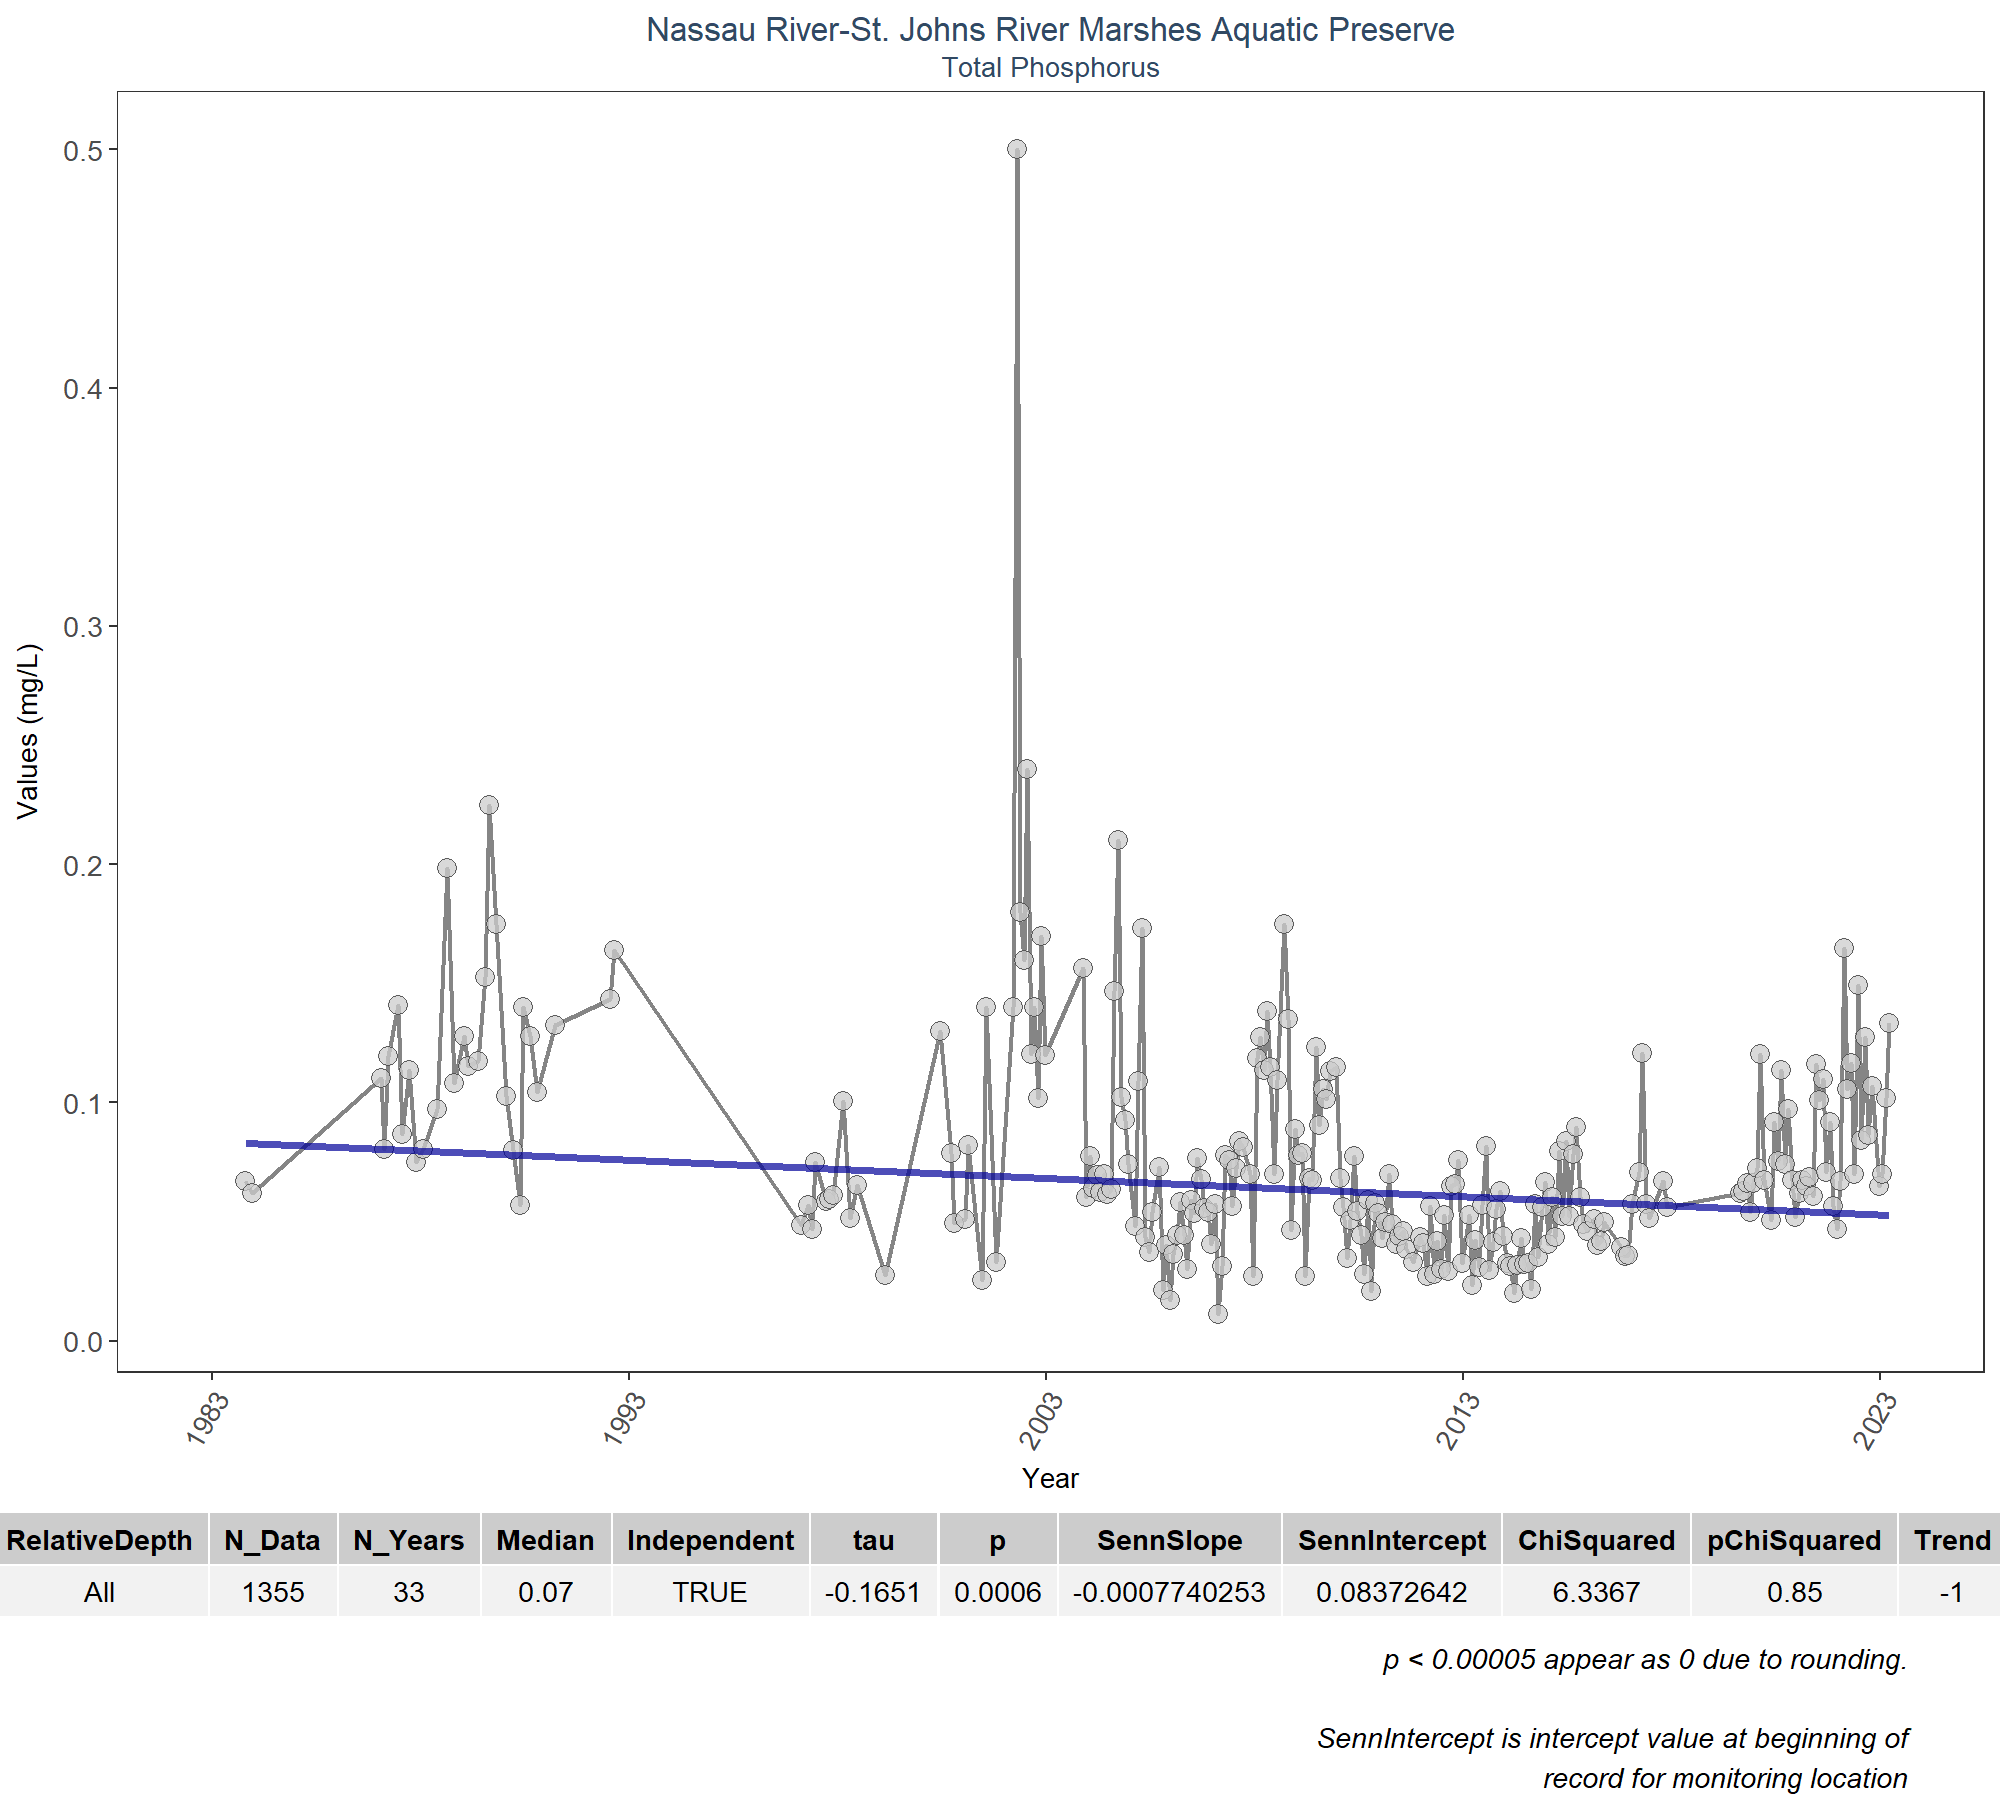 Nassau River-St. Johns River Marshes Aquatic Preserve
Total Phosphorus
0.5
0.4
0.3
0.2
0.1
0.0
Values (mg/L)
1983
1993
2003
2013
2023
Year
RelativeDepth N_Data N_Years Median Independent tau p SennSlope SennIntercept ChiSquared pChiSquared Trend
All 1355 33 0.07 TRUE -0.1651 0.0006 -0.0007740253 0.08372642 6.3367 0.85 -1
p < 0.00005 appear as 0 due to rounding.
SennIntercept is intercept value at beginning of
record for monitoring location